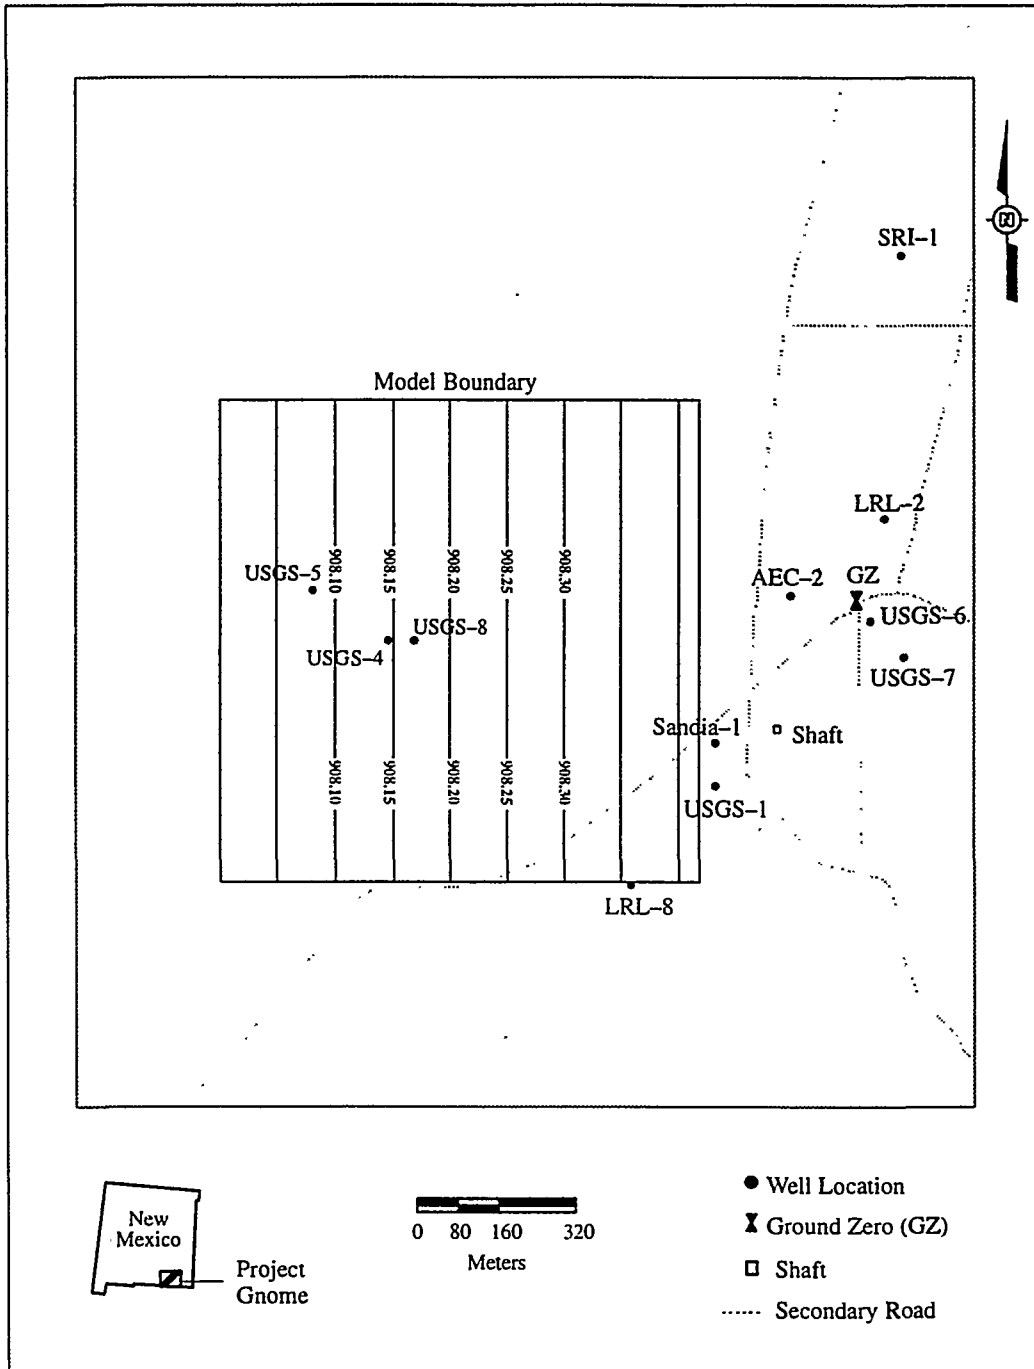 N
SRI–1
Model Boundary
LRL–2
908.10
908.15
908.20
908.25
908.30
USGS–5
AEC–2
GZ
USGS–6
USGS–8
USGS–4
USGS–7
Sandia–1
Shaft
908.10
908.15
908.20
908.25
908.30
USGS–1
LRL–8
New
Mexico
Project
Gnome
0 80 160 320
Meters
Well Location
Ground Zero (GZ)
Shaft
Secondary Road